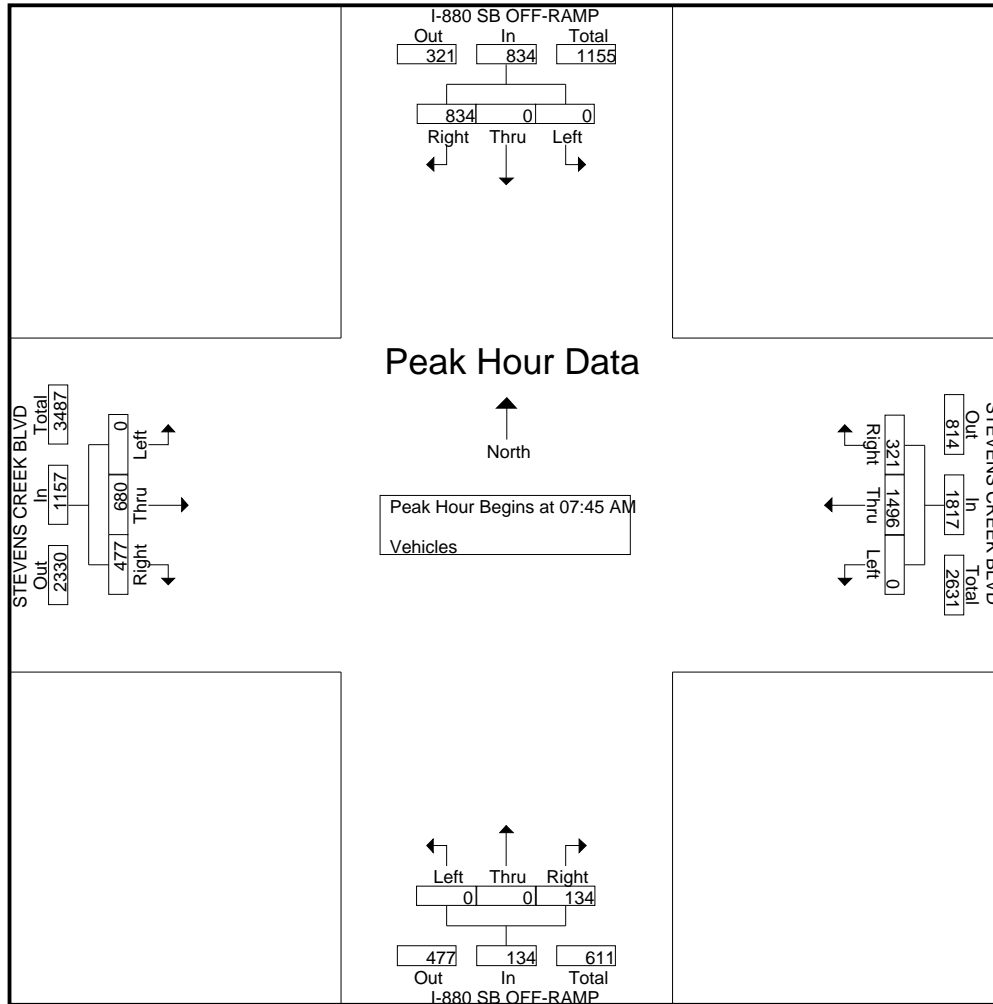 I-880 SB OFF-RAMP
Out In Total
321 834 1155
834 0 0
Right Thru Left
Peak Hour Data
North
Peak Hour Begins at 07:45 AM
Vehicles
STEVENS CREEK BLVD
Out In Total
2330 1157 3487
477 680 0
Right Thru Left
STEVENS CREEK BLVD
Out In Total
814 1817 2631
321 1496 0
Right Thru Left
Left Thru Right
0 0 134
477 134 611
Out In Total
I-880 SB OFF-RAMP